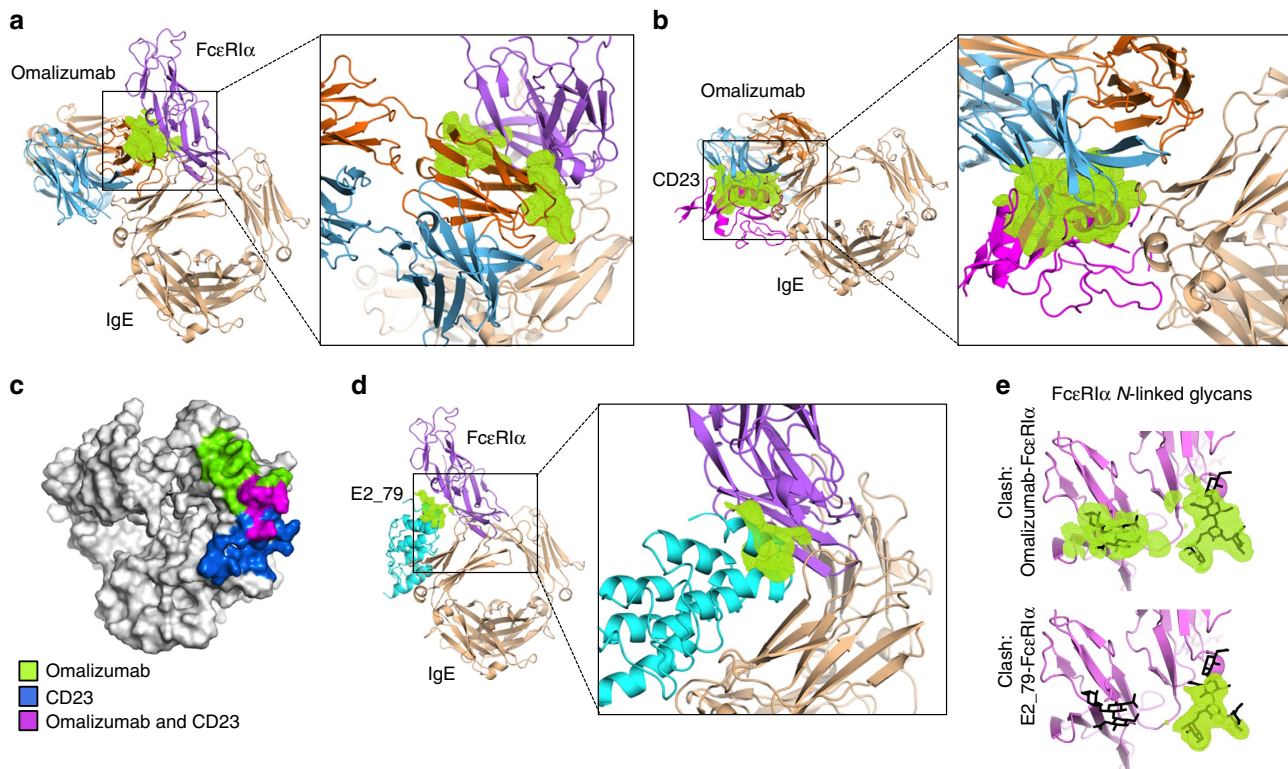 a
FcεRIα
Omalizumab
IgE
b
Omalizumab
CD23
IgE
c
Omalizumab
CD23
Omalizumab and CD23
d
FcεRIα
E2_79
IgE
e
FcεRIα N-linked glycans
Clash:
Omalizumab-FcεRIα
Clash:
E2_79-FcεRIα